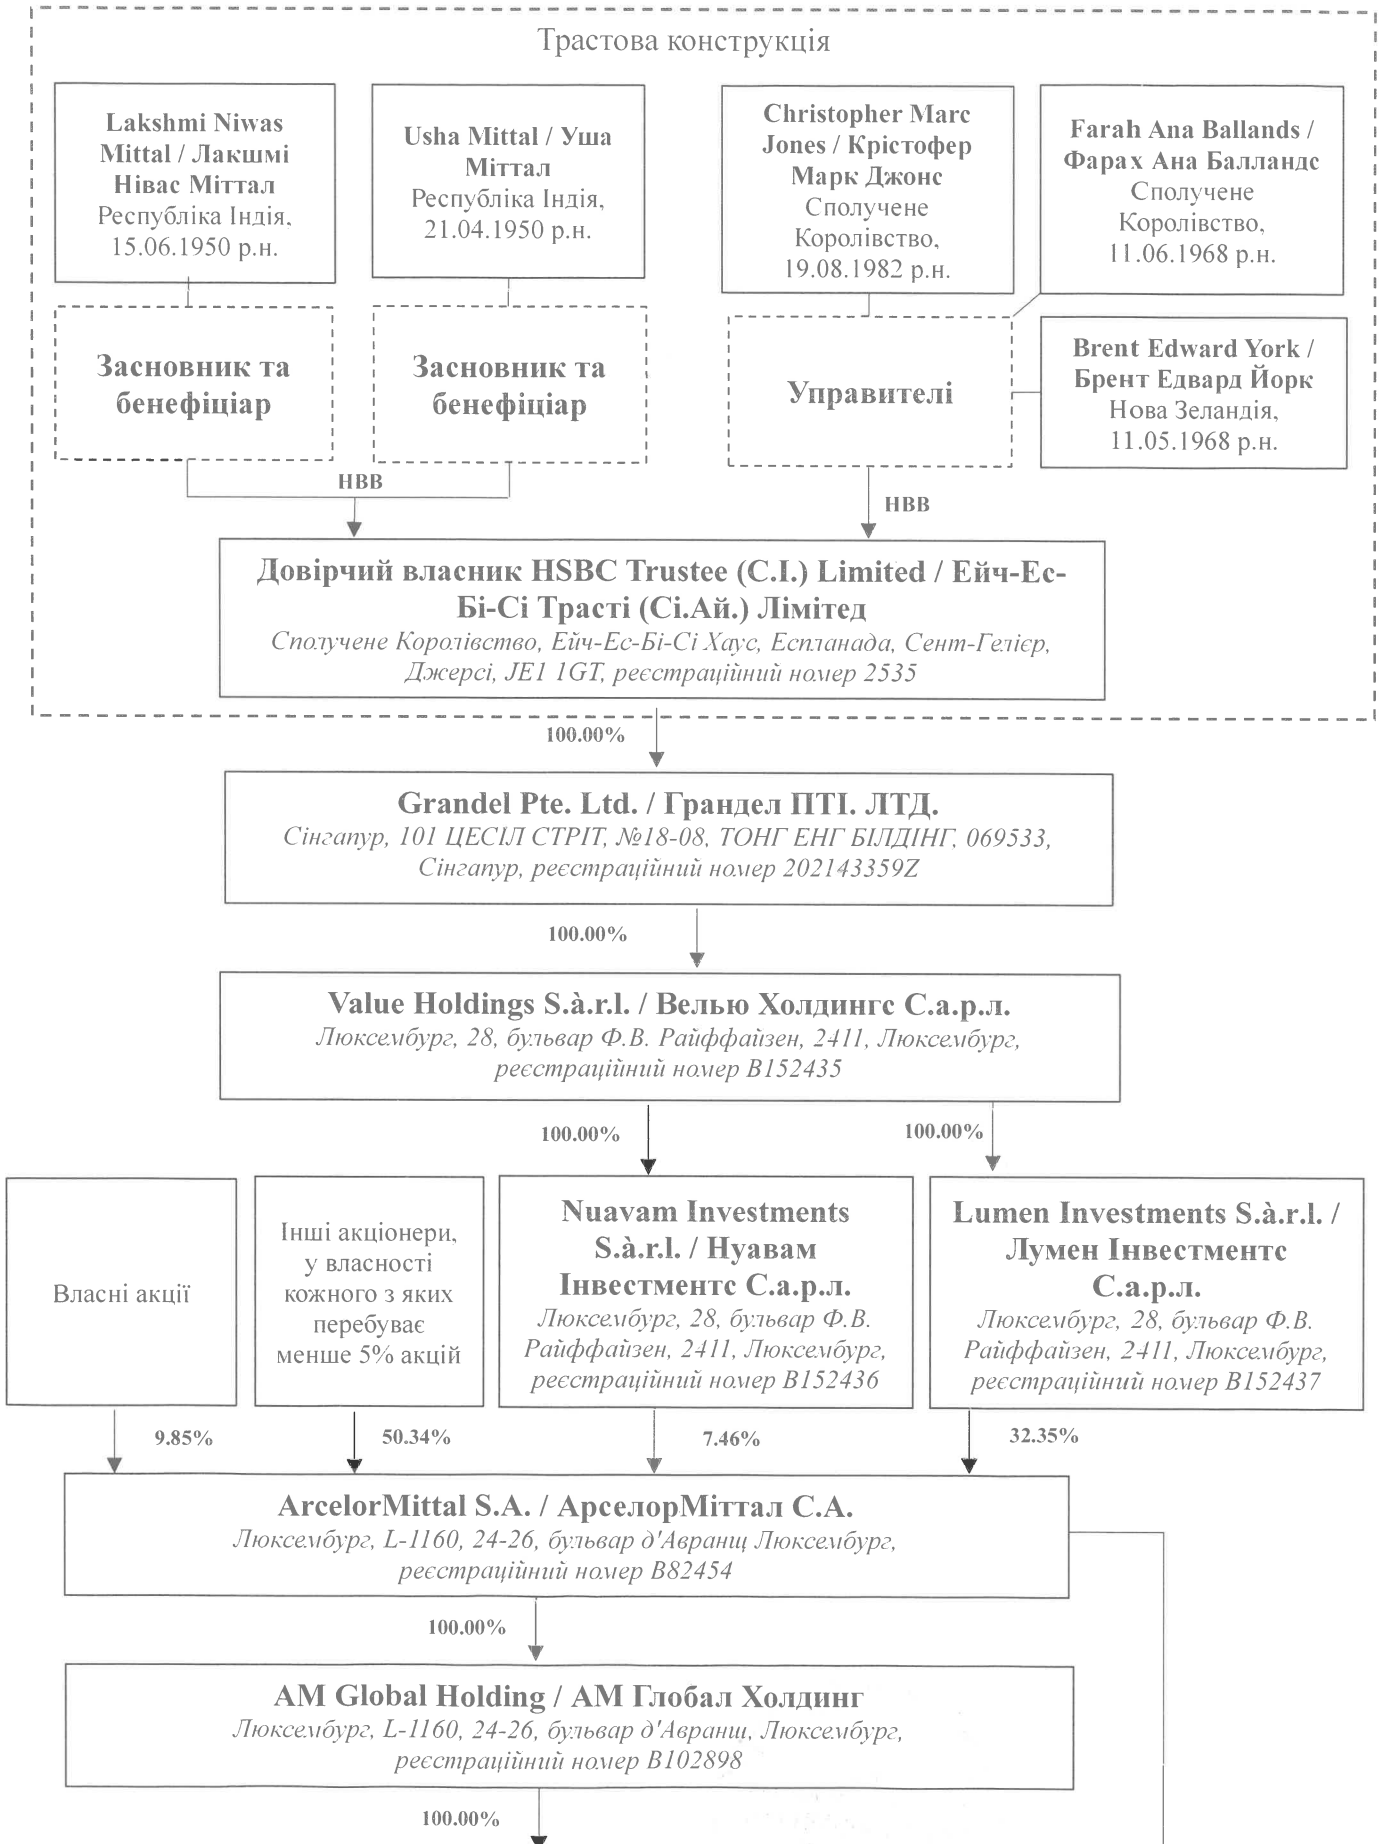 Трастова конструкція
Lakshmi Niwas
Mittal / Лакшмі
Нівас Міттал
Республіка Індія,
15.06.1950 р.н.
Usha Mittal / Уша
Міттал
Республіка Індія,
21.04.1950 р.н.
Christopher Marc
Jones / Крістофер
Марк Джонс
Сполучене
Королівство,
19.08.1982 р.н.
Farah Ana Ballands /
Фарах Ана Балландс
Сполучене
Королівство,
11.06.1968 р.н.
Засновник та
бенефіціар
Засновник та
бенефіціар
Управителі
Brent Edward York /
Брент Едвард Йорк
Нова Зеландія,
11.05.1968 р.н.
НВВ
НВВ
Довірчий власник HSBC Trustee (C.I.) Limited / Ейч-Ес-
Бі-Сі Трасті (Сі.Ай.) Лімітед
Сполучене Королівство, Ейч-Ес-Бі-Сі Хаус, Еспланада, Сент-Гелієр,
Джерсі, JE1 1GT, реєстраційний номер 2535
100.00%
Grandel Pte. Ltd. / Грандел ПТІ. ЛТД.
Сінгапур, 101 ЦЕСІЛ СТРІТ, №18-08, ТОНГ ЕНГ БІЛДІНГ, 069533,
Сінгапур, реєстраційний номер 202143359Z
100.00%
Value Holdings S.à.r.l. / Велью Холдингс С.а.р.л.
Люксембург, 28, бульвар Ф.В. Райффайзен, 2411, Люксембург,
реєстраційний номер B152435
100.00%
100.00%
Власні акції
Інші акціонери,
у власності
кожного з яких
перебуває
менше 5% акцій
Nuavam Investments
S.à.r.l. / Нуавам
Інвестментс С.а.р.л.
Люксембург, 28, бульвар Ф.В.
Райффайзен, 2411, Люксембург,
реєстраційний номер B152436
Lumen Investments S.à.r.l. /
Лумен Інвестментс
С.а.р.л.
Люксембург, 28, бульвар Ф.В.
Райффайзен, 2411, Люксембург,
реєстраційний номер B152437
9.85%
50.34%
7.46%
32.35%
ArcelorMittal S.A. / АрселорМіттал С.А.
Люксембург, L-1160, 24-26, бульвар д'Авранщ Люксембург,
реєстраційний номер B82454
100.00%
AM Global Holding / АМ Глобал Холдинг
Люксембург, L-1160, 24-26, бульвар д'Авранш, Люксембург,
реєстраційний номер B102898
100.00%